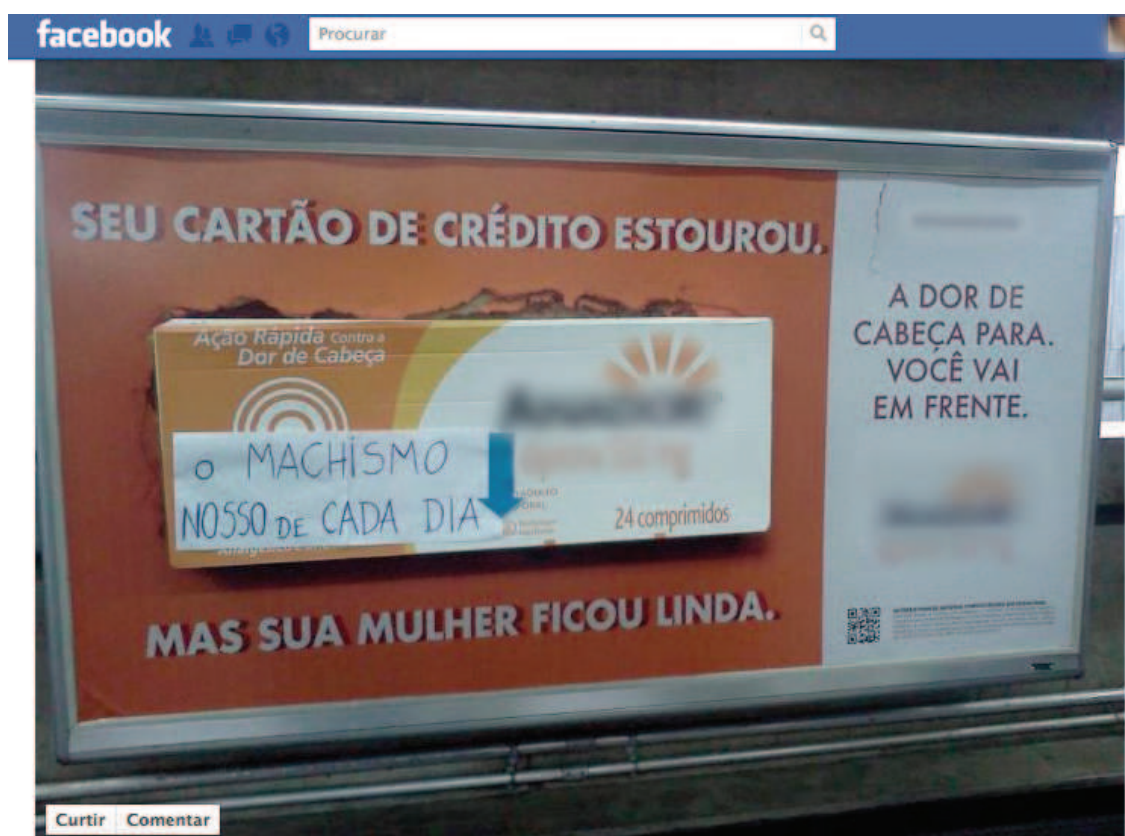 facebook
Procurar
SEU CARTÃO DE CRÉDITO ESTOUROU.
Ação Rápida Contra a
Dor de Cabeça
O MACHISMO
NOSSO DE CADA DIA
24 comprimidos
MAS SUA MULHER FICOU LINDA.
A DOR DE
CABEÇA PARA.
VOCÊ VAI
EM FRENTE.
Curtir Comentar